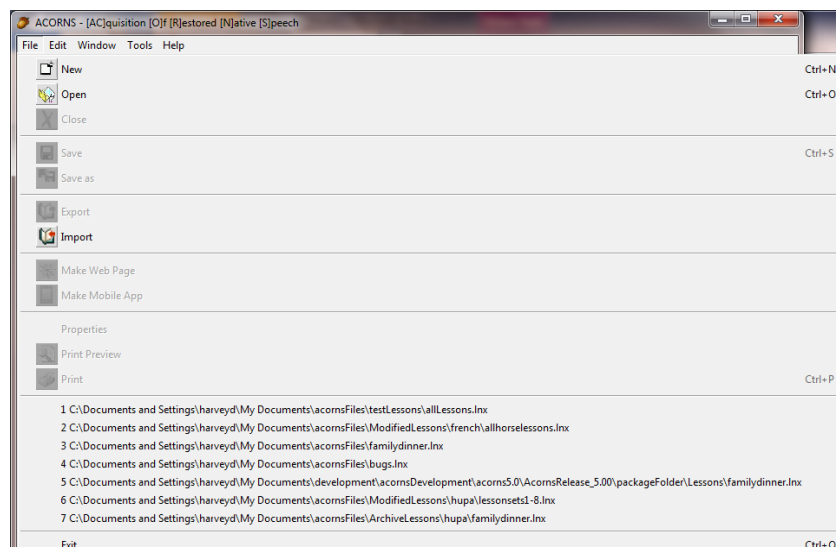 ACORNS - [AC]quisition [O]f [R]estored [N]ative [S]peech
File Edit Window Tools Help
New Ctrl+N
Open Ctrl+O
Close
Save Ctrl+S
Save as
Export
Import
Make Web Page
Make Mobile App
Properties
Print Preview
Print Ctrl+P
1 C:\Documents and Settings\harveyd\My Documents\acornsFiles\testLessons\allLessons.lnx
2 C:\Documents and Settings\harveyd\My Documents\acornsFiles\ModifiedLessons\french\allhorselessons.lnx
3 C:\Documents and Settings\harveyd\My Documents\acornsFiles\familydinner.lnx
4 C:\Documents and Settings\harveyd\My Documents\acornsFiles\bugs.lnx
5 C:\Documents and Settings\harveyd\My Documents\development\acornsDevelopment\acorns5.0\AcornsRelease_5.00\packageFolder\Lessons\familydinner.lnx
6 C:\Documents and Settings\harveyd\My Documents\acornsFiles\ModifiedLessons\hupa\lessonsets1-8.lnx
7 C:\Documents and Settings\harveyd\My Documents\acornsFiles\ArchiveLessons\hupa\familydinner.lnx
Exit